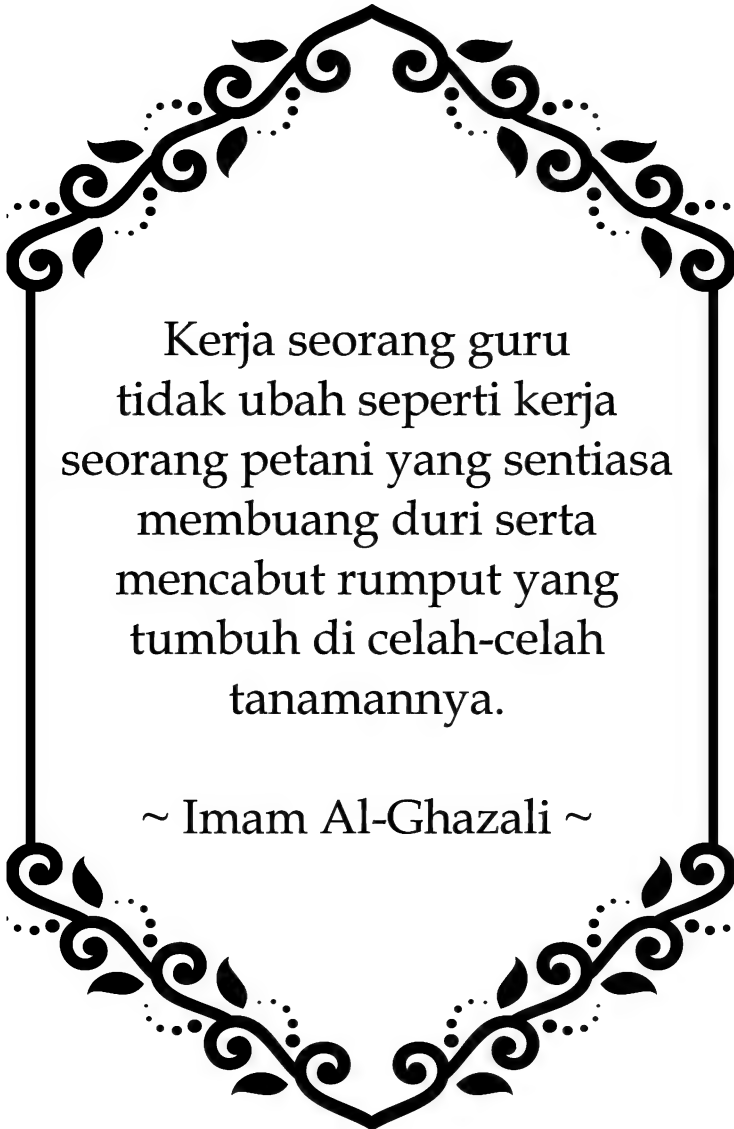 Kerja seorang guru
tidak ubah seperti kerja
seorang petani yang sentiasa
membuang duri serta
mencabut rumput yang
tumbuh di celah-celah
tanamannya.
~ Imam Al-Ghazali ~